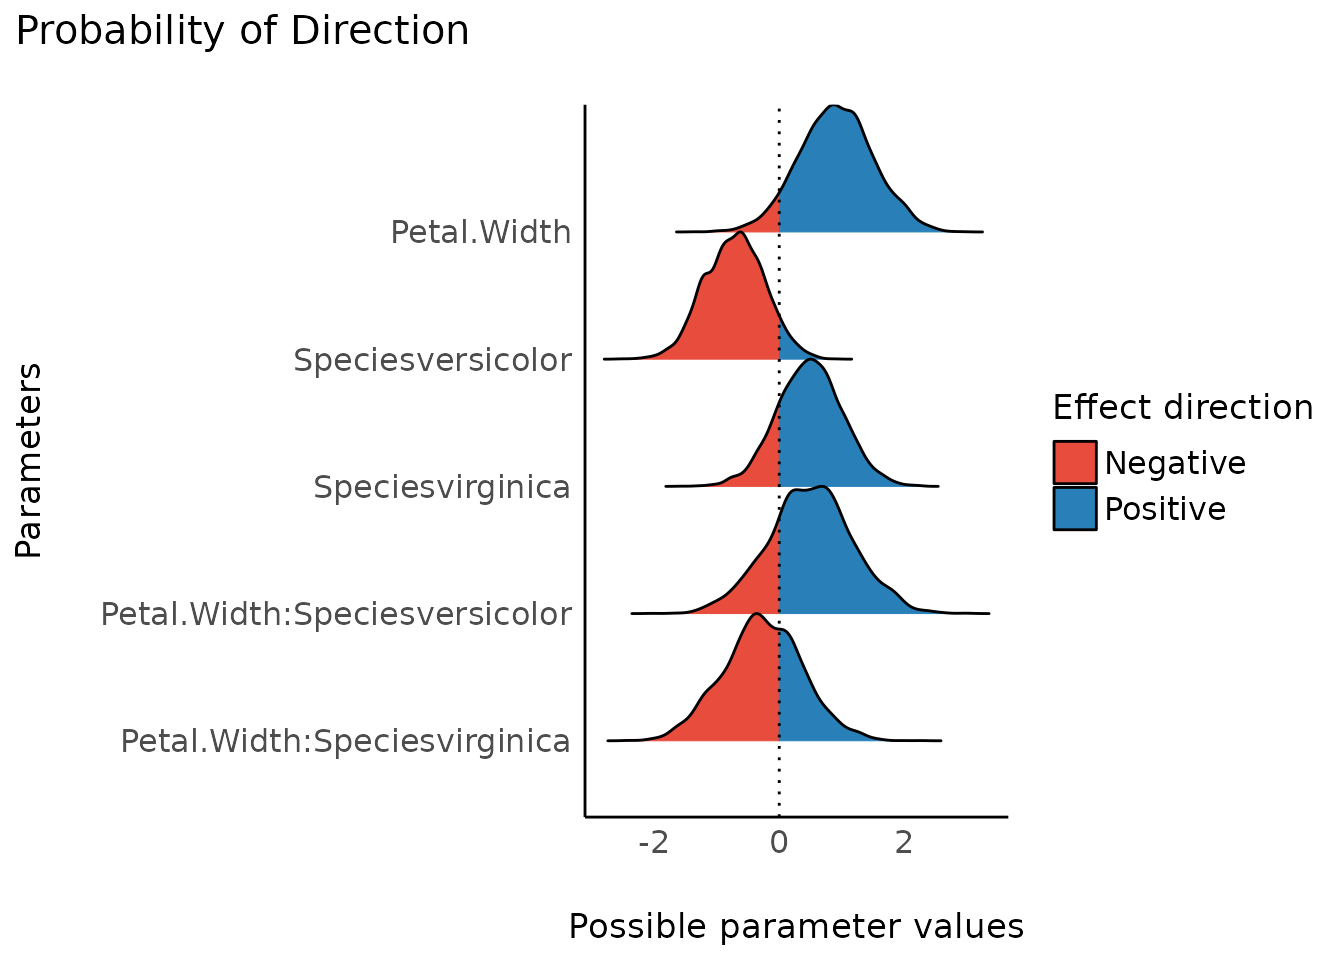 Probability of Direction
Parameters
Petal.Width
Speciesversicolor
Speciesvirginica
Petal.Width:Speciesversicolor
Petal.Width:Speciesvirginica
-2 0 2
Possible parameter values
Effect direction
Negative
Positive